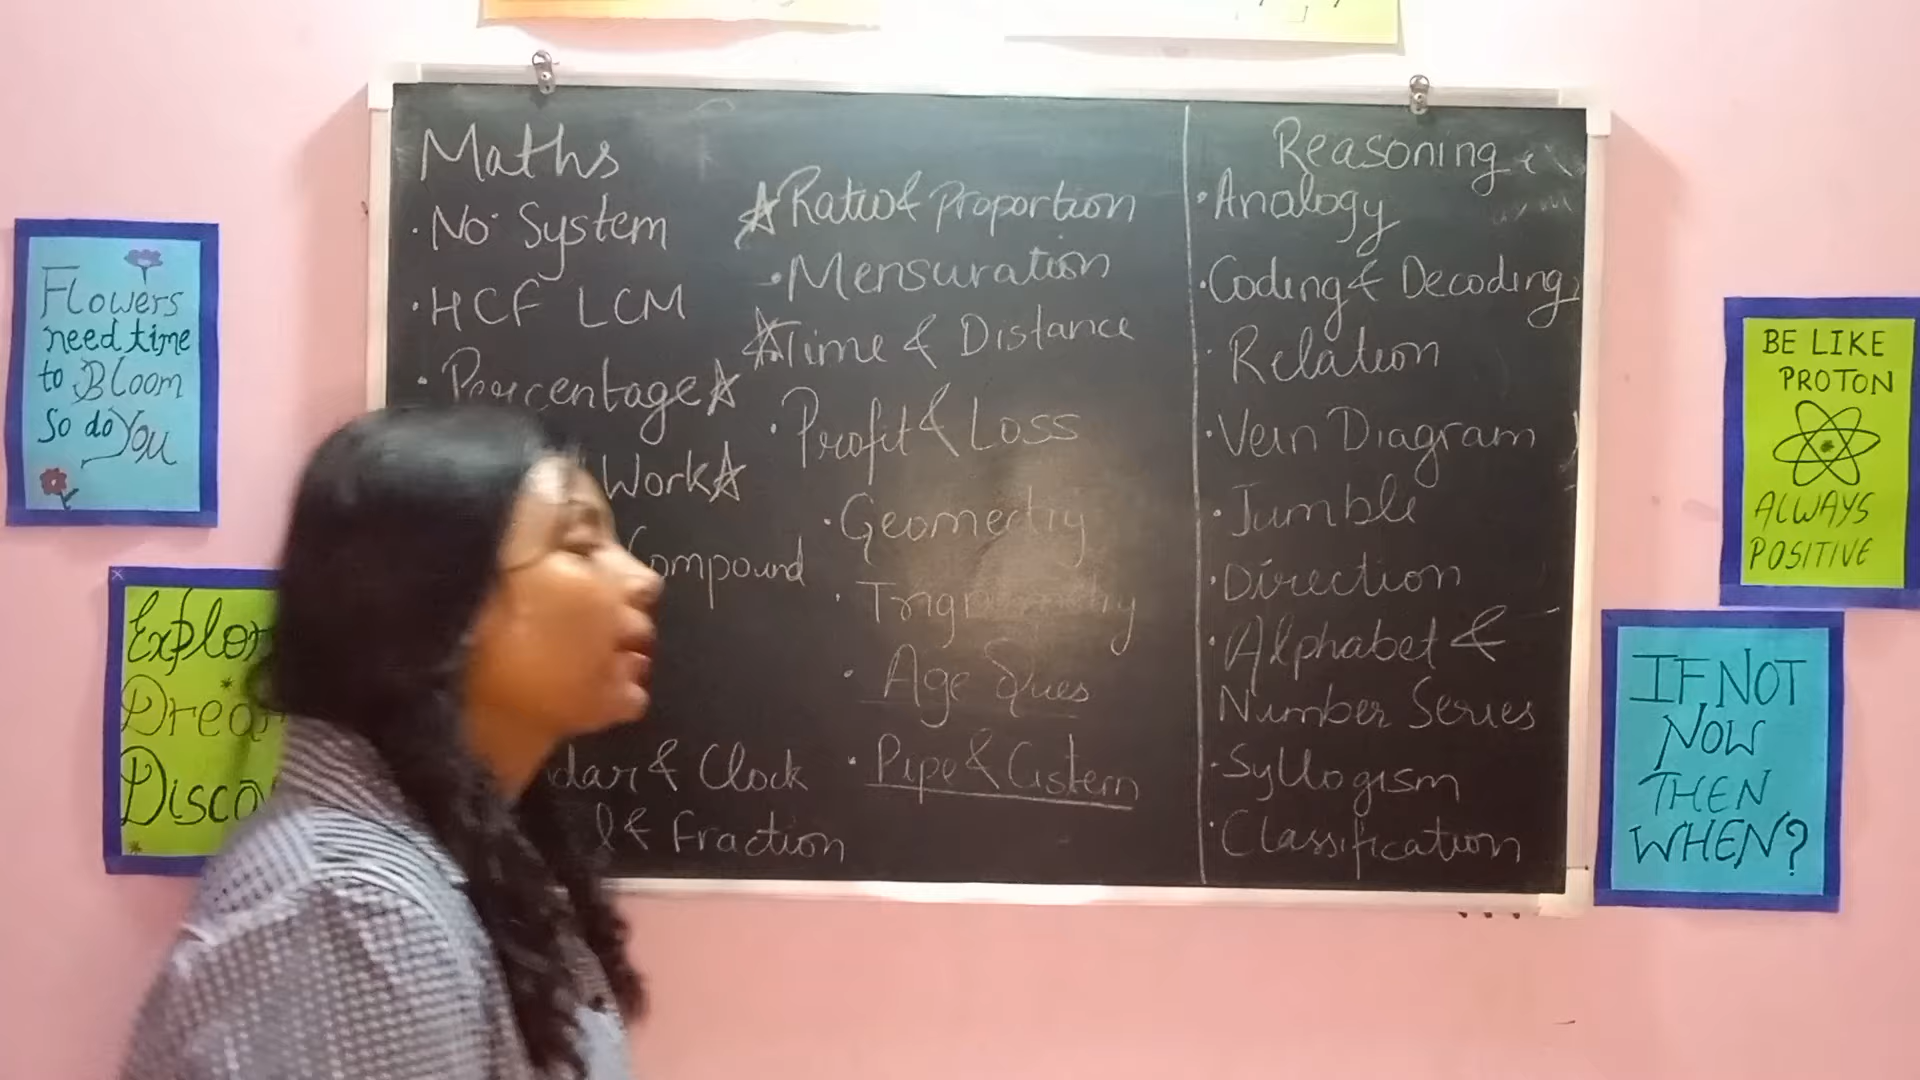 Maths
· No System
· HCF LCM
· Percentage☆
Work☆
Compound
& Clock
& Fraction
☆Ratio & Proportion
· Mensuration
☆Time & Distance
· Profit & Loss
· Geometry
· Age Ques
· Pipe & Cistern
Reasoning
· Analogy
· Coding & Decoding
· Relation
· Vein Diagram
· Jumble
· Direction
· Alphabet &
Number Series
· Syllogism
· Classification
Flowers
need time
to Bloom
So do You
BE LIKE
PROTON
ALWAYS
POSITIVE
IF NOT
NOW
THEN
WHEN?